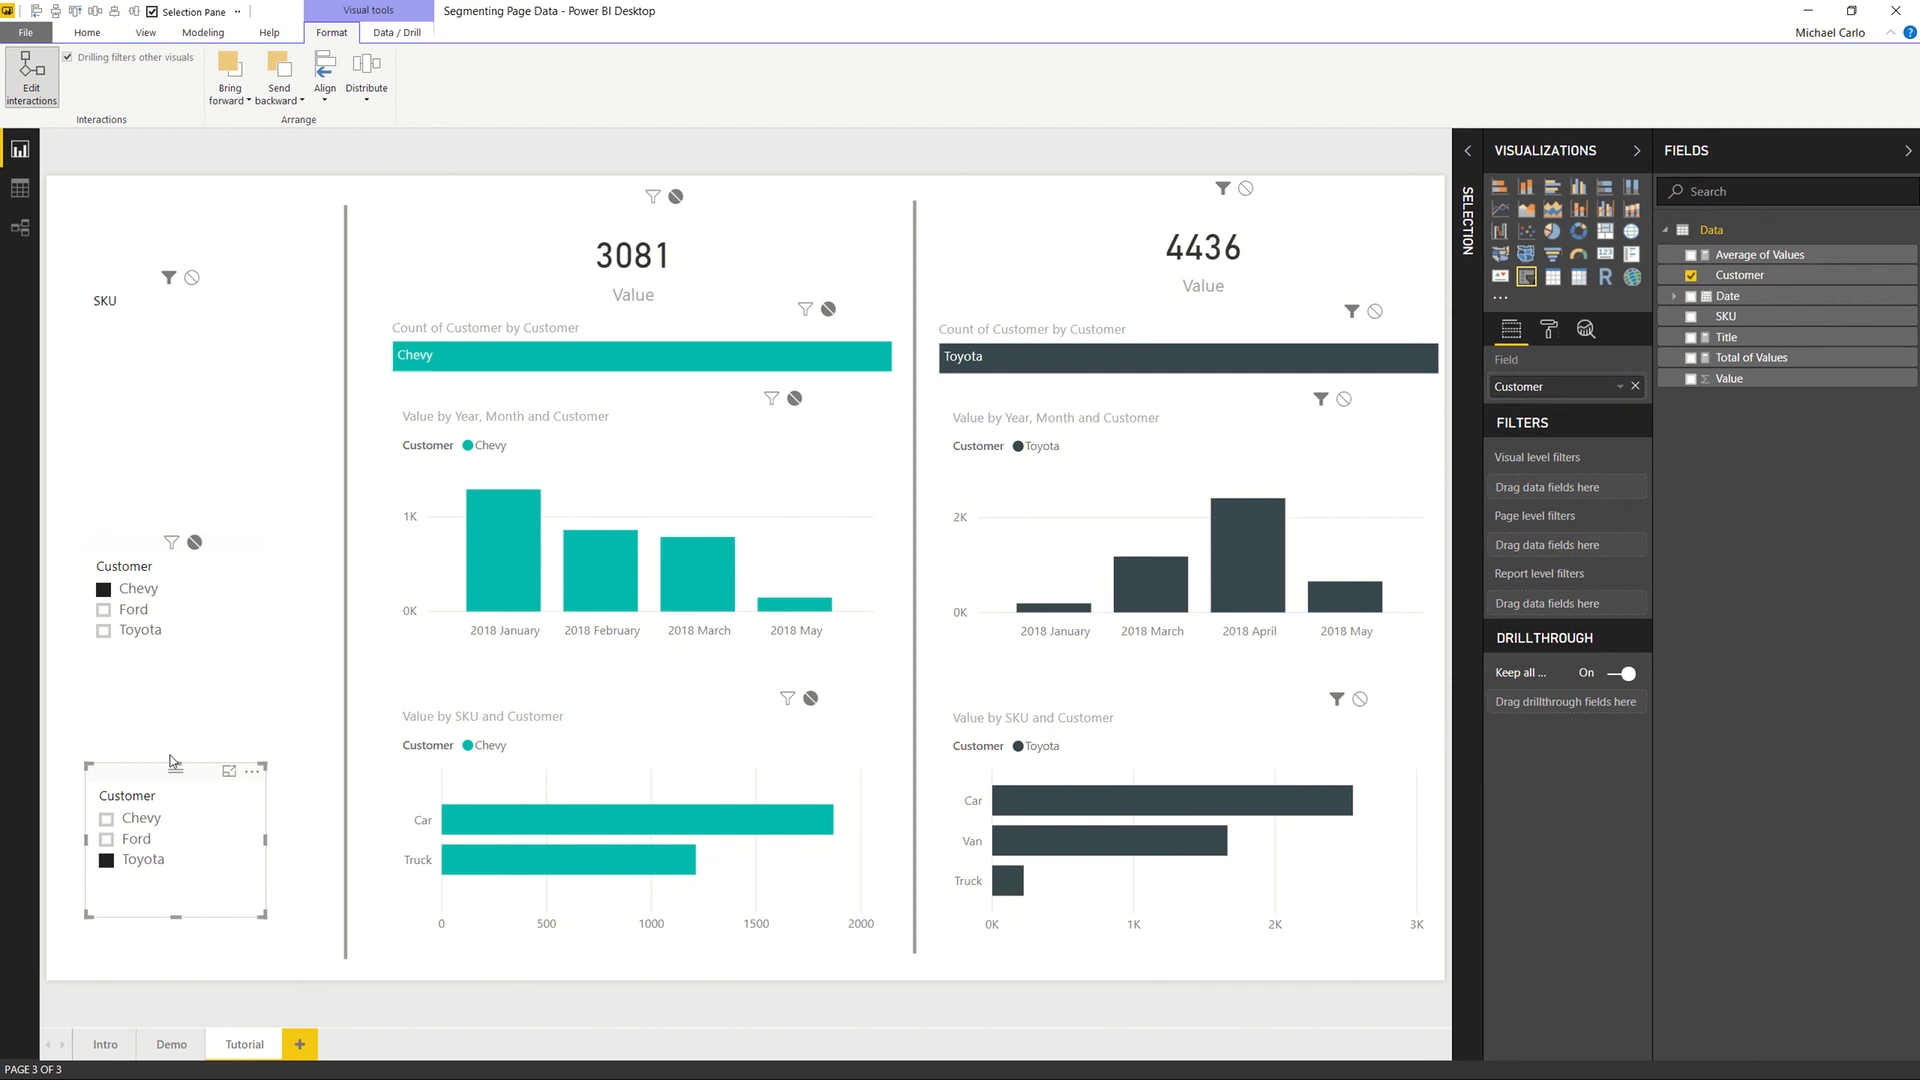 Selection Pane
Visual tools
Segmenting Page Data - Power BI Desktop
File
Home
View
Modeling
Help
Format
Data / Drill
Michael Carlo
?
Edit
interactions
Drilling filters other visuals
Bring
forward
Send
backward
Align
Distribute
Interactions
Arrange
SKU
Customer
Chevy
Ford
Toyota
Customer
Chevy
Ford
Toyota
3081
Value
Count of Customer by Customer
Chevy
Value by Year, Month and Customer
Customer Chevy
1K
0K
2018 January 2018 February 2018 March 2018 May
Value by SKU and Customer
Customer Chevy
Car
Truck
0 500 1000 1500 2000
4436
Value
Count of Customer by Customer
Toyota
Value by Year, Month and Customer
Customer Toyota
2K
0K
2018 January 2018 March 2018 April 2018 May
Value by SKU and Customer
Customer Toyota
Car
Van
Truck
0K 1K 2K 3K
SELECTION
VISUALIZATIONS
R
Field
Customer
FILTERS
Visual level filters
Drag data fields here
Page level filters
Drag data fields here
Report level filters
Drag data fields here
DRILLTHROUGH
Keep all ... On
Drag drillthrough fields here
FIELDS
Search
Data
Average of Values
Customer
Date
SKU
Title
Total of Values
Σ Value
Intro
Demo
Tutorial
+
PAGE 3 OF 3